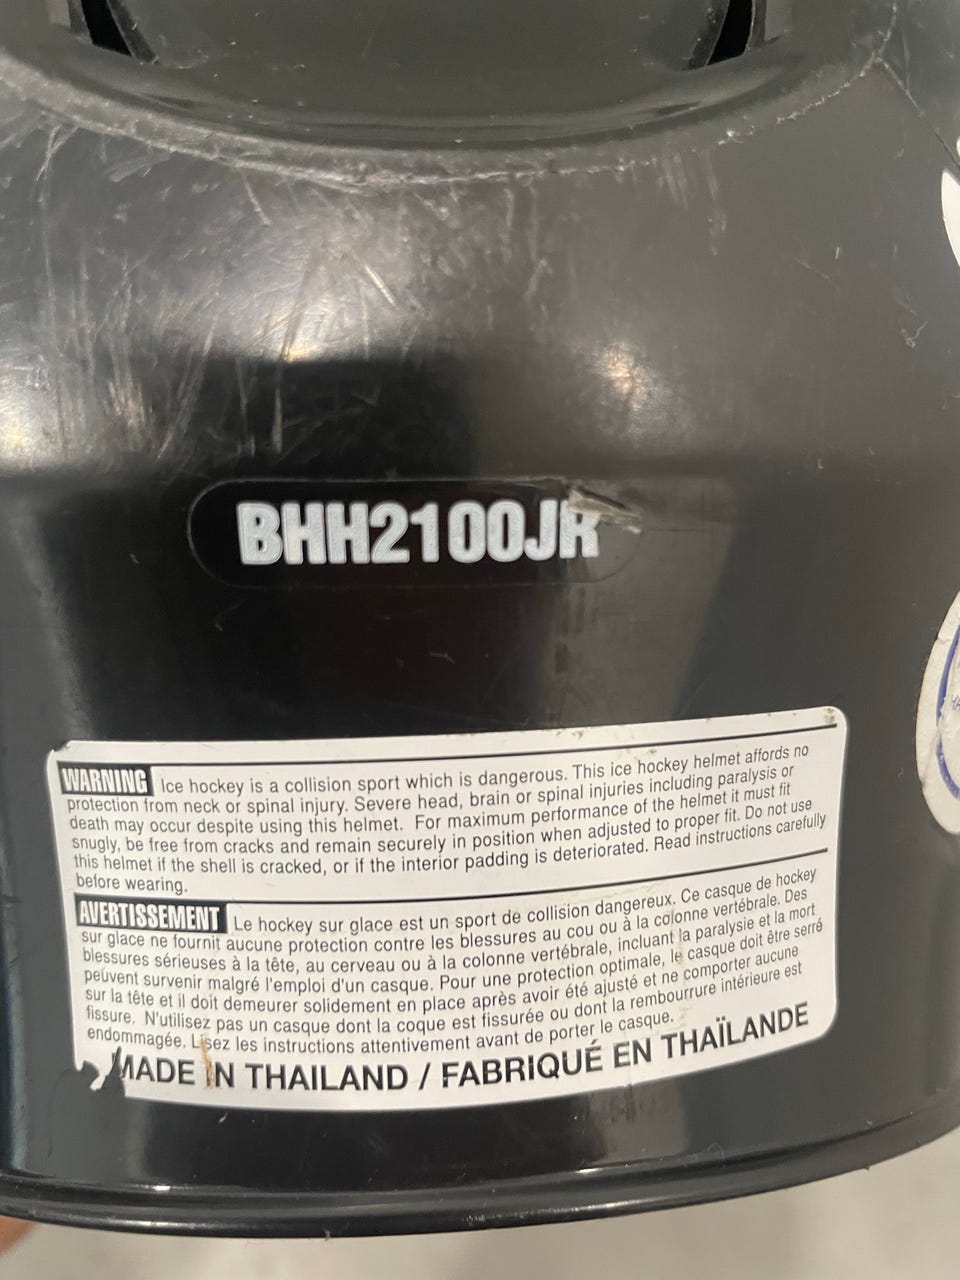 BHH2100JR
WARNING Ice hockey is a collision sport which is dangerous. This ice hockey helmet affords no
protection from neck or spinal injury. Severe head, brain or spinal injuries including paralysis or
death may occur despite using this helmet. For maximum performance of the helmet it must fit
snugly, be free from cracks and remain securely in position when adjusted to proper fit. Do not use
this helmet if the shell is cracked, or if the interior padding is deteriorated. Read instructions carefully
before wearing.
AVERTISSEMENT Le hockey sur glace est un sport de collision dangereux. Ce casque de hockey
sur glace ne fournit aucune protection contre les blessures au cou ou à la colonne vertébrale. Des
blessures sérieuses à la tête, au cerveau ou à la colonne vertébrale, incluant la paralysie et la mort
peuvent survenir malgré l'emploi d'un casque. Pour une protection optimale, le casque doit être serré
sur la tête et il doit demeurer solidement en place après avoir été ajusté et ne comporter aucune
fissure. N'utilisez pas un casque dont la coque est fissurée ou dont la rembourrure intérieure est
endommagée. Lisez les instructions attentivement avant de porter le casque.
MADE IN THAILAND / FABRIQUÉ EN THAÏLANDE